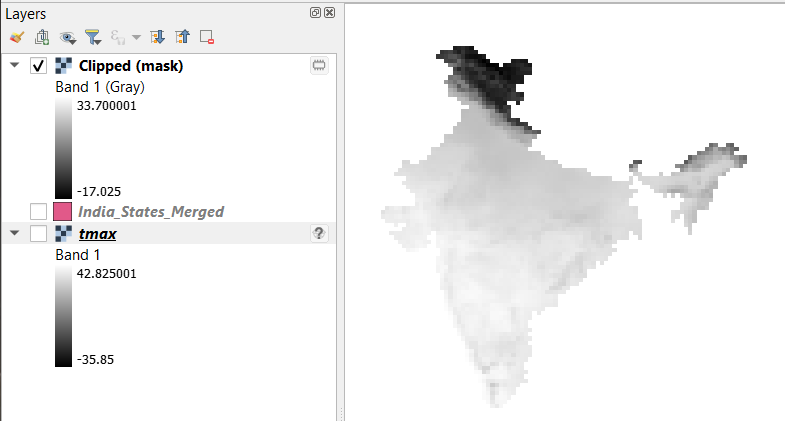 Layers
Clipped (mask)
Band 1 (Gray)
33.700001
-17.025
India_States_Merged
tmax
?
Band 1
42.825001
-35.85